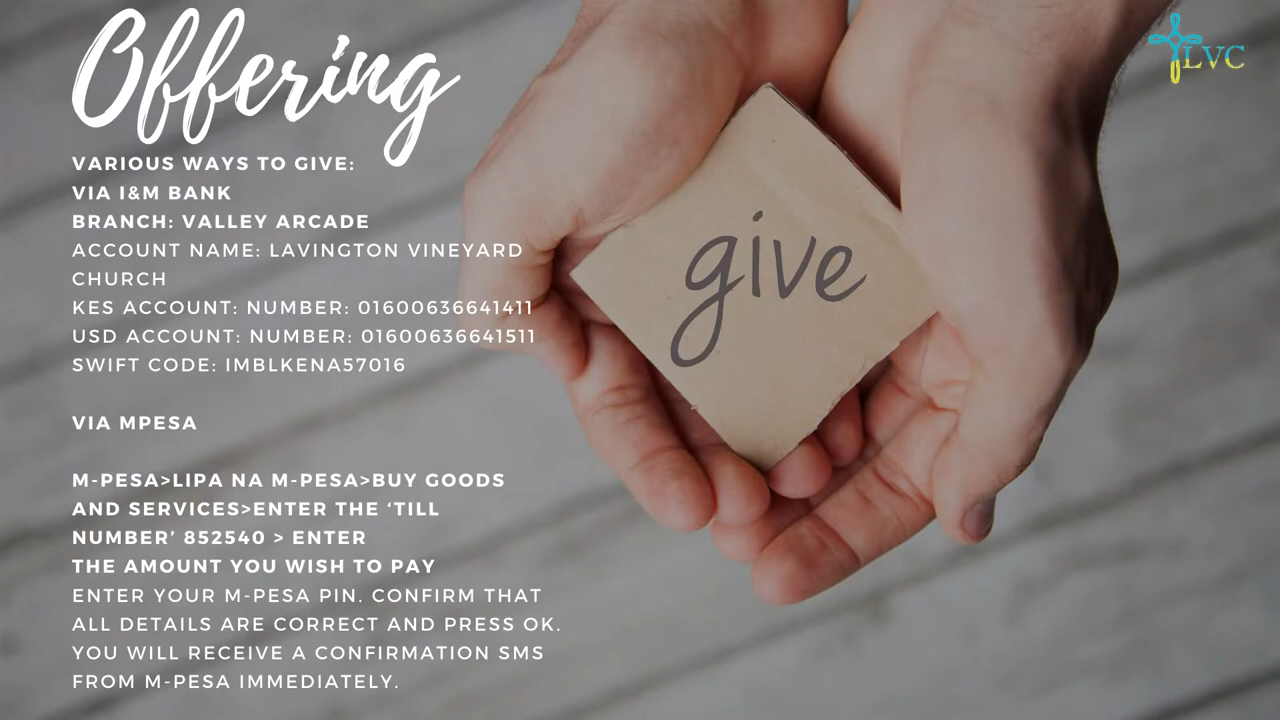 Offering
VARIOUS WAYS TO GIVE:
VIA I&M BANK
BRANCH: VALLEY ARCADE
ACCOUNT NAME: LAVINGTON VINEYARD
CHURCH
KES ACCOUNT: NUMBER: 01600636641411
USD ACCOUNT: NUMBER: 01600636641511
SWIFT CODE: IMBLKENA57016
VIA MPESA
M-PESA>LIPA NA M-PESA>BUY GOODS
AND SERVICES>ENTER THE ‘TILL
NUMBER’ 852540 > ENTER
THE AMOUNT YOU WISH TO PAY
ENTER YOUR M-PESA PIN. CONFIRM THAT
ALL DETAILS ARE CORRECT AND PRESS OK.
YOU WILL RECEIVE A CONFIRMATION SMS
FROM M-PESA IMMEDIATELY.
give
LVC